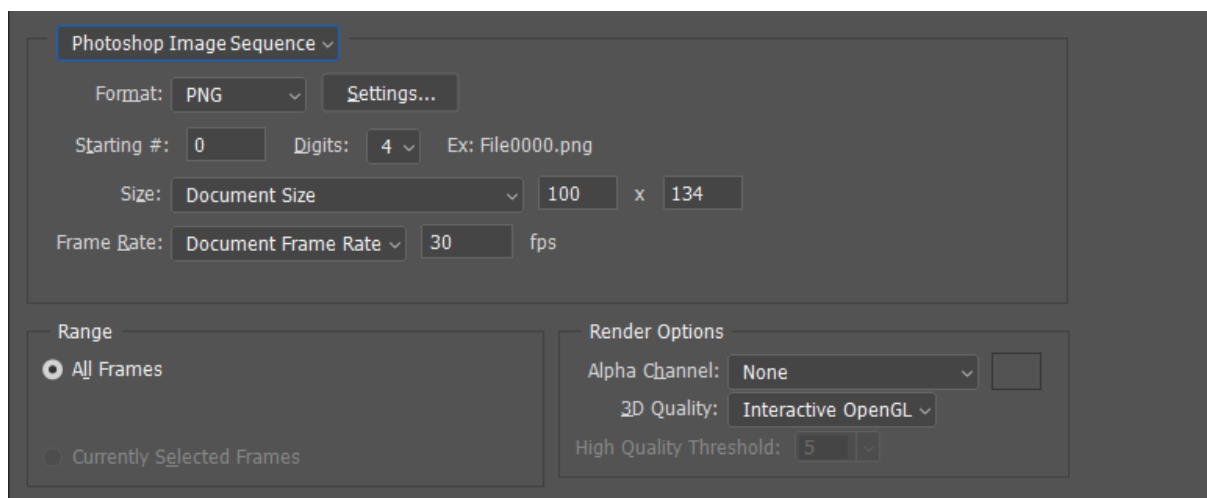 Photoshop Image Sequence
Format: PNG Settings...
Starting #: 0 Digits: 4 Ex: File0000.png
Size: Document Size 100 x 134
Frame Rate: Document Frame Rate 30 fps
Range
All Frames
Currently Selected Frames
Render Options
Alpha Channel: None
3D Quality: Interactive OpenGL
High Quality Threshold: 5